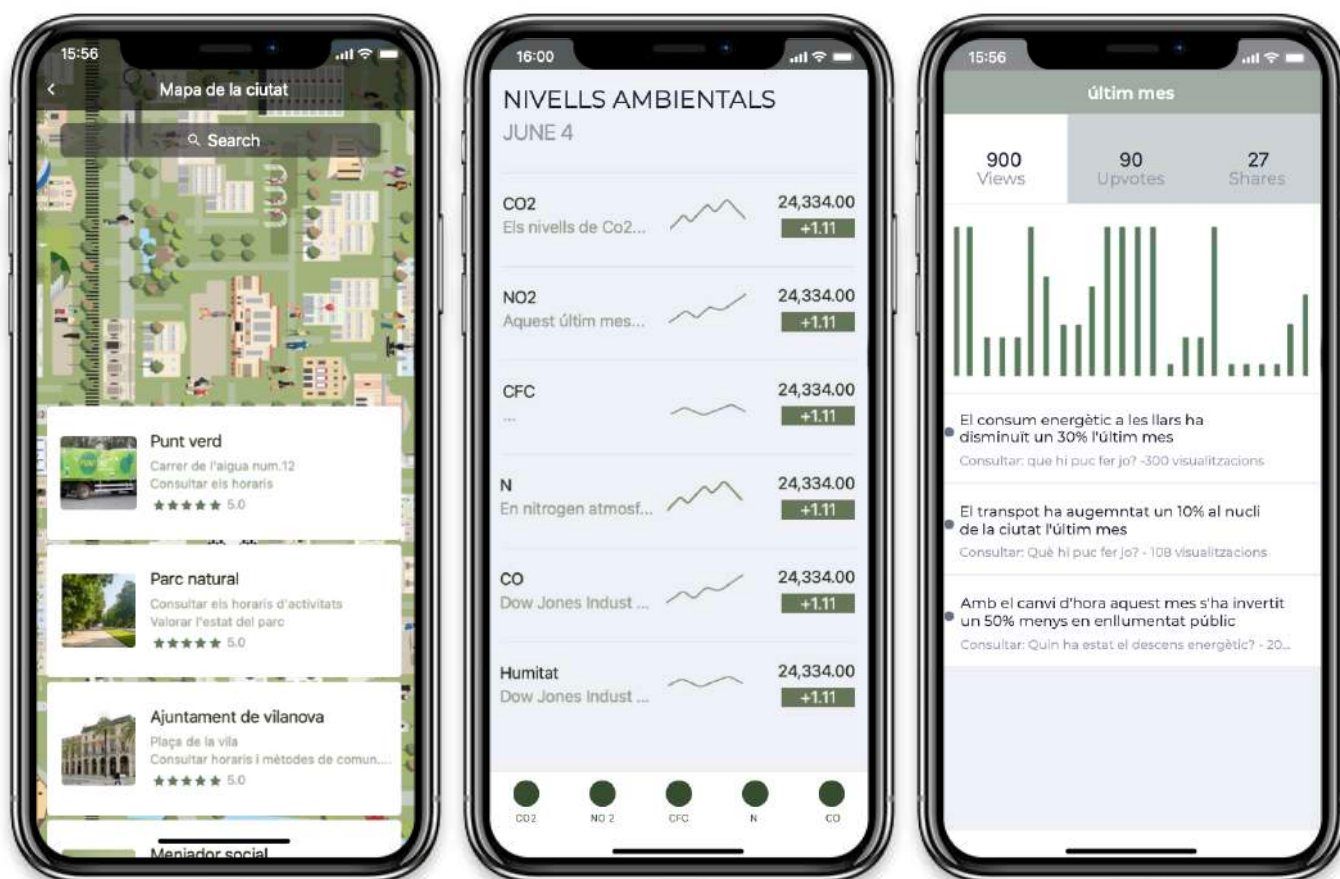 15:56
Mapa de la ciutat
Search
Punt verd
Carrer de l'aigua num.12
Consultar els horaris
★★★★★ 5.0
Parc natural
Consultar els horaris d'activitats
Valorar l'estat del parc
★★★★★ 5.0
Ajuntament de vilanova
Plaça de la vila
Consultar horaris i mètodes de comun....
★★★★★ 5.0
Menjador social
16:00
NIVELLS AMBIENTALS
JUNE 4
CO2
Els nivells de Co2...
24,334.00
+1.11
NO2
Aquest últim mes...
24,334.00
+1.11
CFC
...
24,334.00
+1.11
N
En nitrogen atmosf...
24,334.00
+1.11
CO
Dow Jones Indust ...
24,334.00
+1.11
Humitat
Dow Jones Indust ...
24,334.00
+1.11
CO2 NO 2 CFC N CO
15:56
últim mes
900 90 27
Views Upvotes Shares
El consum energètic a les llars ha
disminuït un 30% l'últim mes
Consultar: que hi puc fer jo? -300 visualitzacions
El transpot ha augemntat un 10% al nucli
de la ciutat l'últim mes
Consultar: Què hi puc fer jo? - 108 visualitzacions
Amb el canvi d'hora aquest mes s'ha invertit
un 50% menys en enllumentat públic
Consultar: Quin ha estat el descens energètic? - 20...